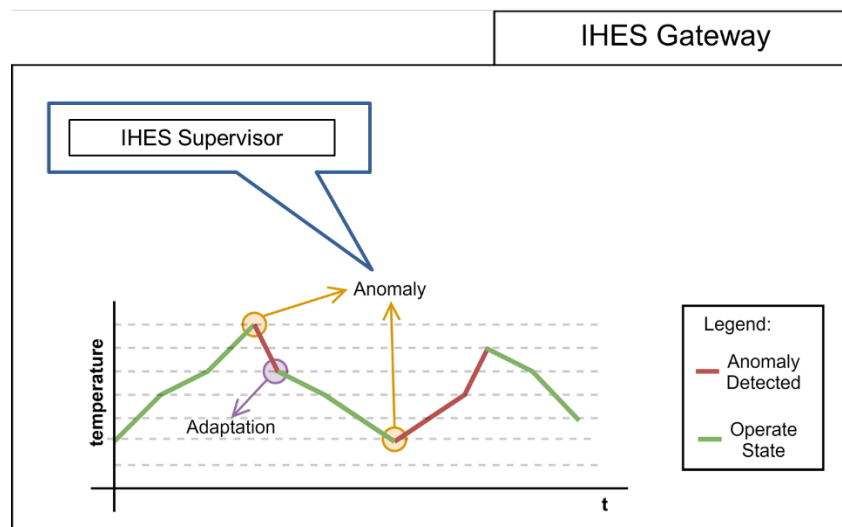 IHES Gateway
IHES Supervisor
Anomaly
temperature
Adaptation
t
Legend:
Anomaly
Detected
Operate
State